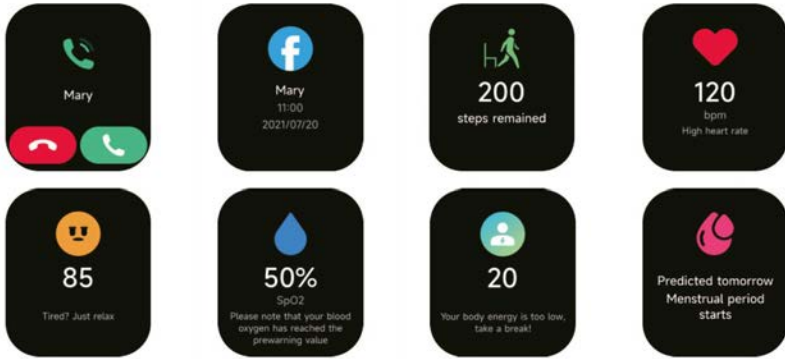 Mary
Mary
11:00
2021/07/20
200
steps remained
120
bpm
High heart rate
85
Tired? Just relax
50%
SpO2
Please note that your blood
oxygen has reached the
prewarning value
20
Your body energy is too low,
take a break!
Predicted tomorrow
Menstrual period
starts